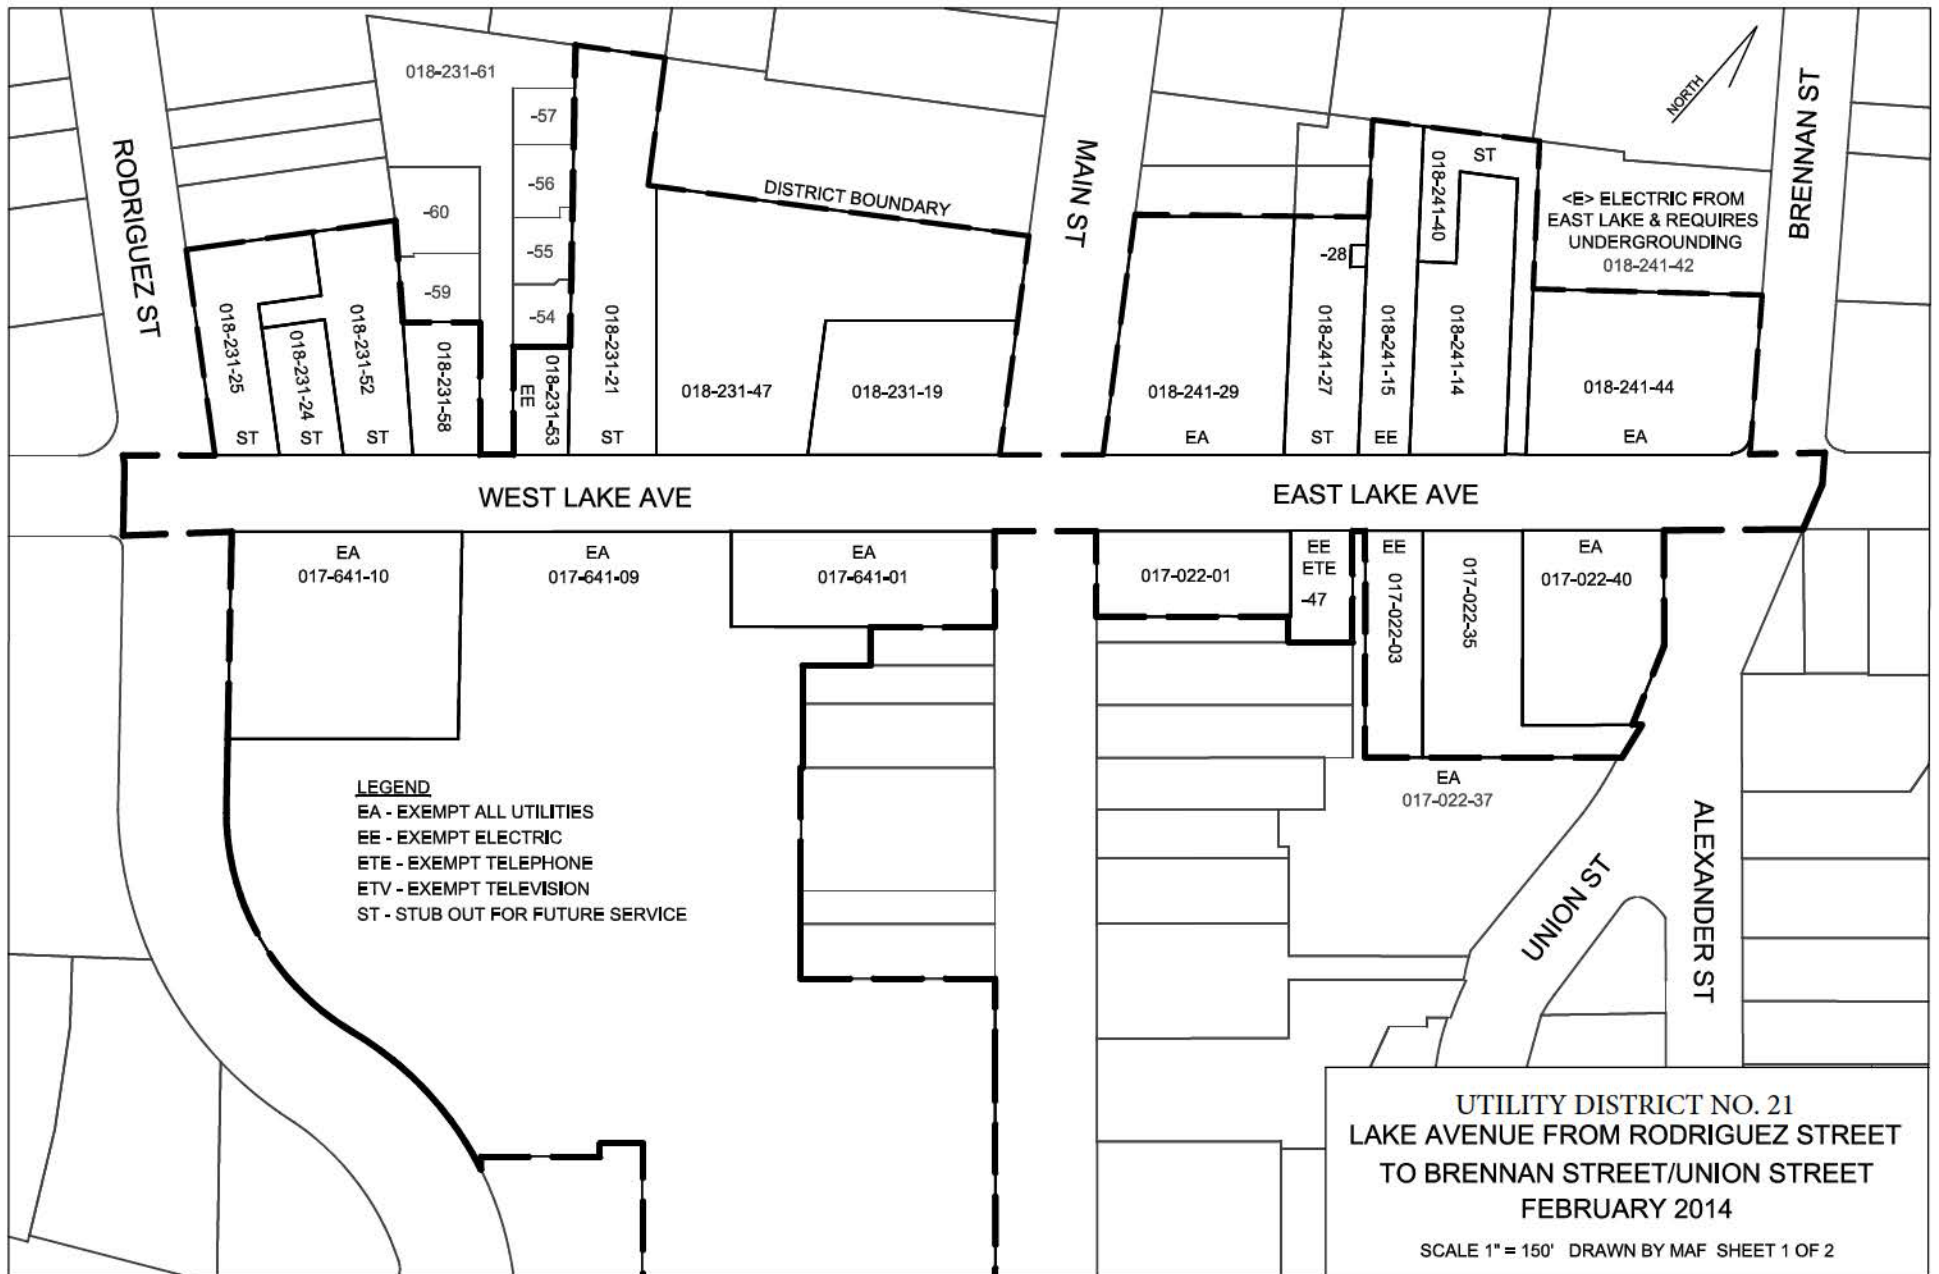 018-231-61
-57
-56
-55
-54
-60
-59
RODRIGUEZ ST
018-231-25
ST
018-231-24
ST
018-231-52
ST
018-231-58
EE
018-231-53
018-231-21
ST
DISTRICT BOUNDARY
018-231-47
018-231-19
MAIN ST
018-241-29
EA
-28
018-241-27
ST
018-241-15
EE
018-241-40
ST
018-241-14
NORTH
BRENNAN ST
<E> ELECTRIC FROM
EAST LAKE & REQUIRES
UNDERGROUNDING
018-241-42
018-241-44
EA
WEST LAKE AVE
EAST LAKE AVE
EA
017-641-10
EA
017-641-09
EA
017-641-01
017-022-01
EE
ETE
-47
EE
017-022-03
017-022-35
EA
017-022-40
EA
017-022-37
LEGEND
EA - EXEMPT ALL UTILITIES
EE - EXEMPT ELECTRIC
ETE - EXEMPT TELEPHONE
ETV - EXEMPT TELEVISION
ST - STUB OUT FOR FUTURE SERVICE
UNION ST
ALEXANDER ST
UTILITY DISTRICT NO. 21
LAKE AVENUE FROM RODRIGUEZ STREET
TO BRENNAN STREET/UNION STREET
FEBRUARY 2014
SCALE 1" = 150' DRAWN BY MAF SHEET 1 OF 2